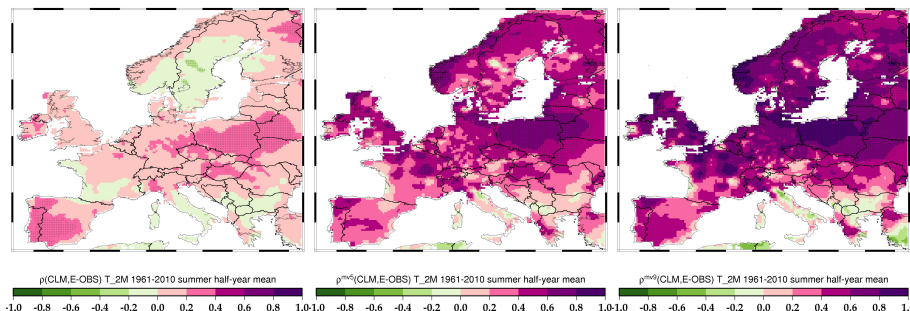 ρ(CLM,E-OBS) T_2M 1961-2010 summer half-year mean
-1.0 -0.8 -0.6 -0.4 -0.2 0.0 0.2 0.4 0.6 0.8 1.0
ρmv5(CLM,E-OBS) T_2M 1961-2010 summer half-year mean
-1.0 -0.8 -0.6 -0.4 -0.2 0.0 0.2 0.4 0.6 0.8 1.0
ρmv9(CLM,E-OBS) T_2M 1961-2010 summer half-year mean
-1.0 -0.8 -0.6 -0.4 -0.2 0.0 0.2 0.4 0.6 0.8 1.0